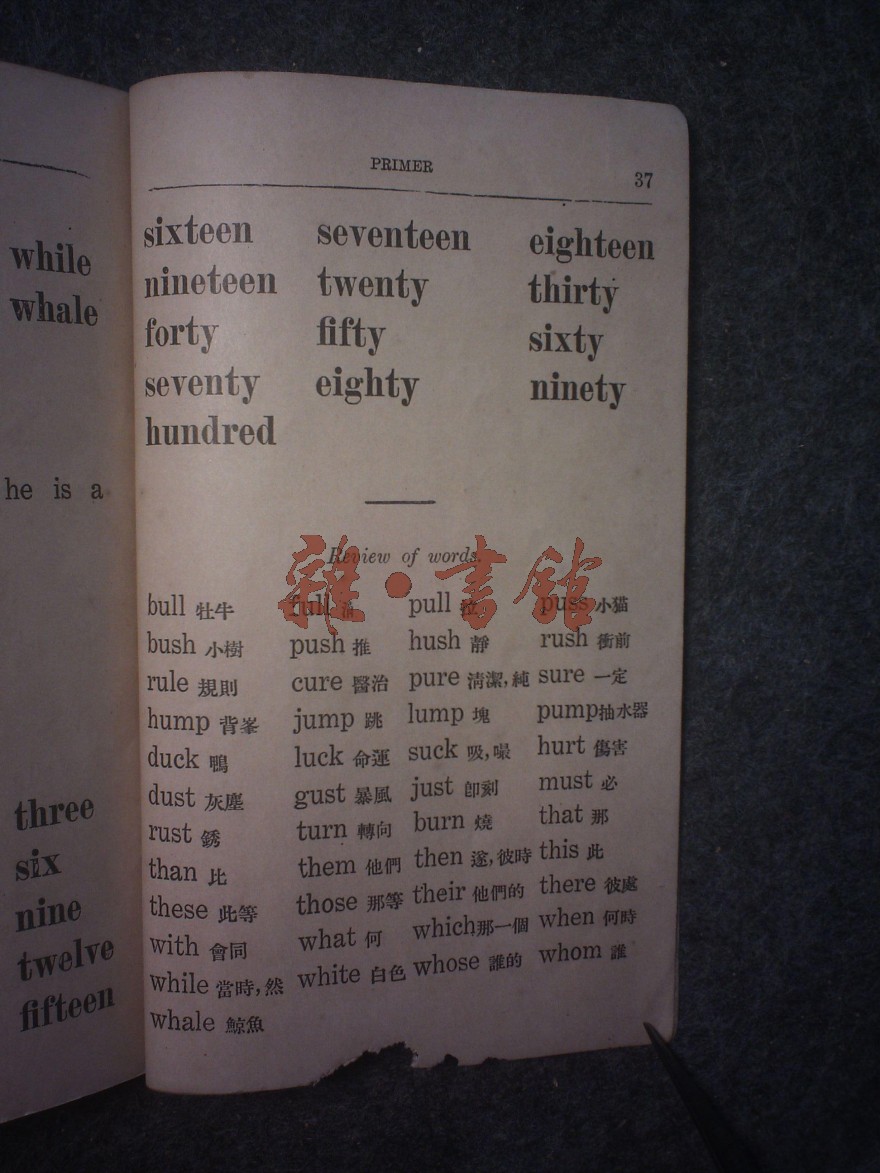 while
whale
he is a
three
six
nine
twelve
fifteen
PRIMER 37
sixteen seventeen eighteen
nineteen twenty thirty
forty fifty sixty
seventy eighty ninety
hundred
Review of words.
雜·書館
bull 牡牛 full 滿 pull 拉 puss 小猫
bush 小樹 push 推 hush 靜 rush 衝前
rule 規則 cure 醫治 pure 清潔,純 sure 一定
hump 背峯 jump 跳 lump 塊 pump 抽水器
duck 鴨 luck 命運 suck 吸,嘬 hurt 傷害
dust 灰塵 gust 暴風 just 卽刻 must 必
rust 銹 turn 轉向 burn 燒 that 那
than 比 them 他們 then 遂,彼時 this 此
these 此等 those 那等 their 他們的 there 彼處
with 會同 what 何 which 那一個 when 何時
while 當時,然 white 白色 whose 誰的 whom 誰
whale 鯨魚